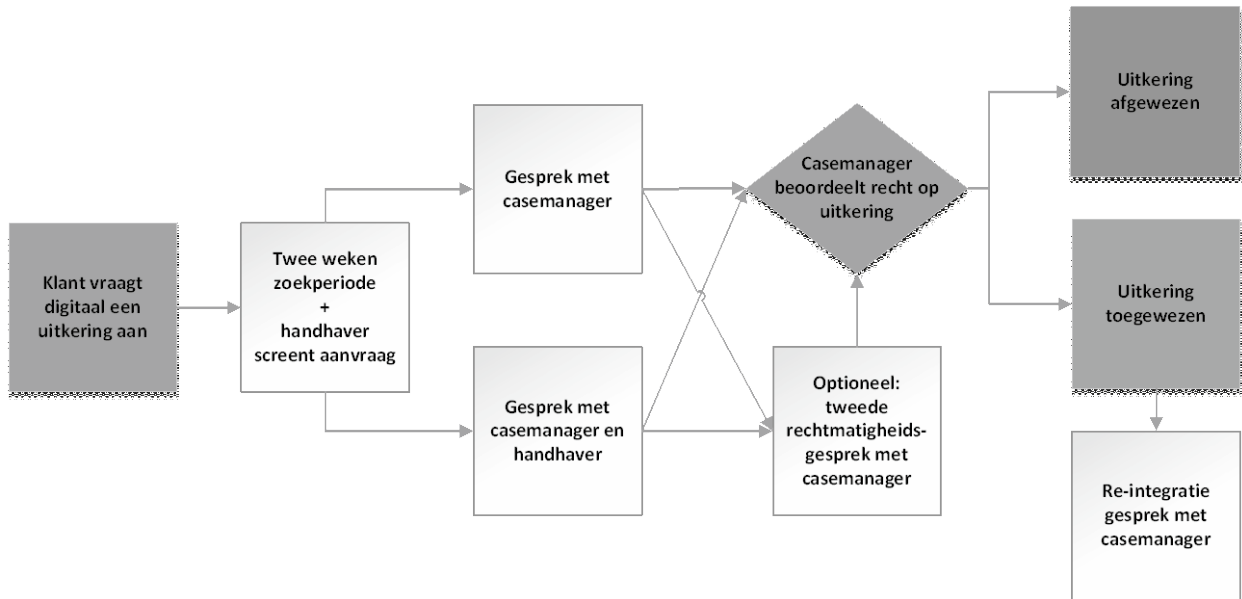 Klant vraagt
digitaal een
uitkering aan
Twee weken
zoekperiode
+
handhaver
screent aanvraag
Gesprek met
casemanager
Gesprek met
casemanager en
handhaver
Casemanager
beoordeelt recht op
uitkering
Optioneel:
tweede
rechtmatigheids-
gesprek met
casemanager
Uitkering
afgewezen
Uitkering
toegewezen
Re-integratie
gesprek met
casemanager